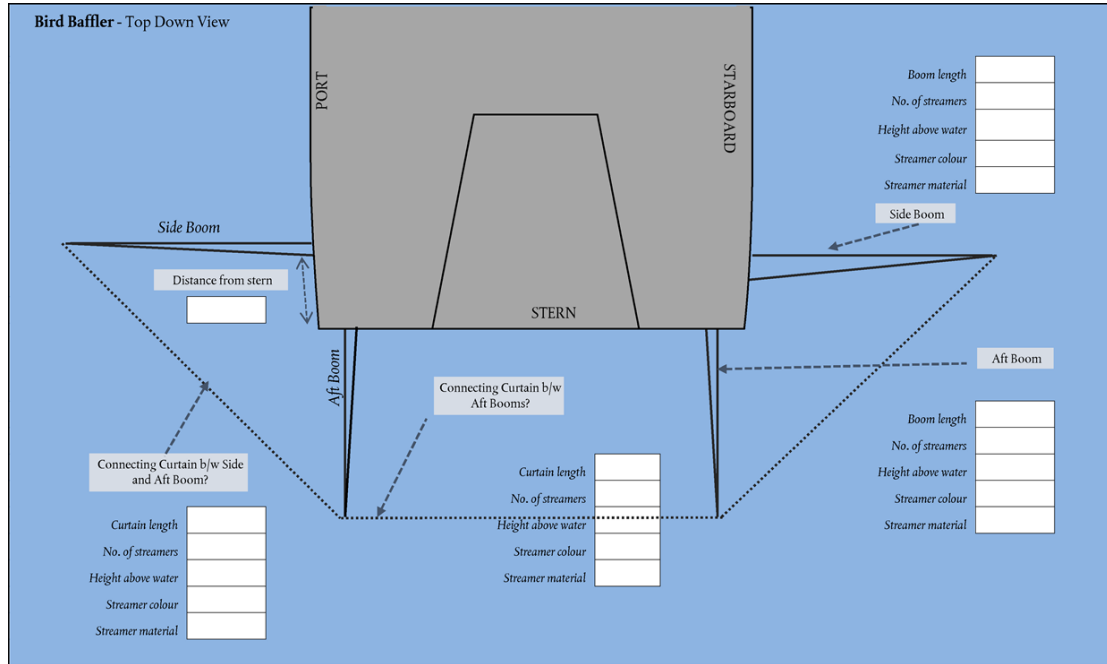 Bird Baffler - Top Down View
PORT
STARBOARD
Boom length
No. of streamers
Height above water
Streamer colour
Streamer material
Side Boom
Side Boom
Distance from stern
STERN
Aft Boom
Aft Boom
Connecting Curtain b/w
Aft Booms?
Boom length
No. of streamers
Height above water
Streamer colour
Streamer material
Connecting Curtain b/w Side
and Aft Boom?
Curtain length
No. of streamers
Height above water
Streamer colour
Streamer material
Curtain length
No. of streamers
Height above water
Streamer colour
Streamer material